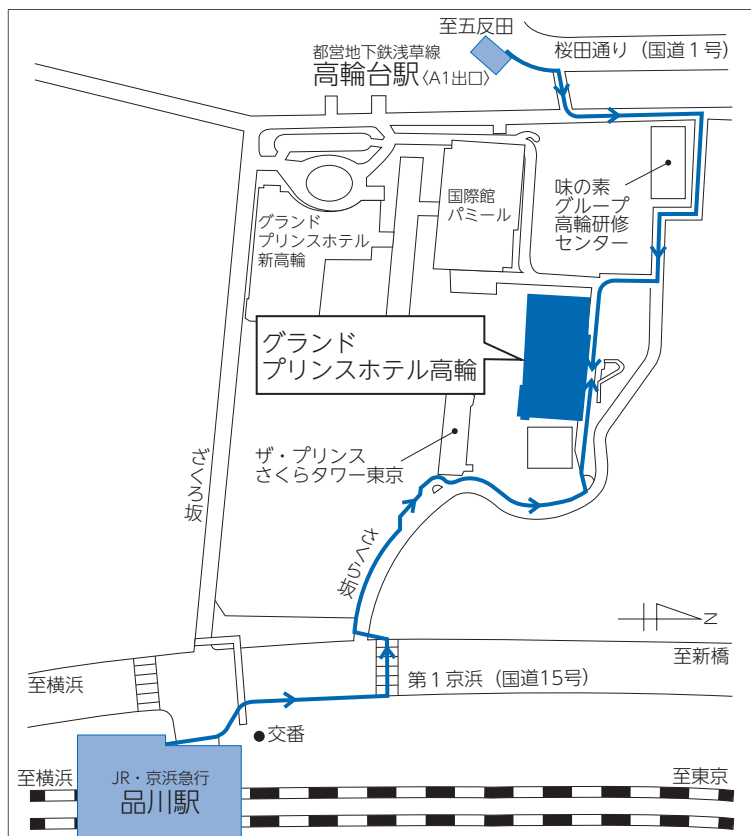 至五反田
都営地下鉄浅草線
高輪台駅〈A1出口〉
桜田通り（国道１号）
味の素
グループ
高輪研修
センター
国際館
パミール
グランド
プリンスホテル
新高輪
グランド
プリンスホテル高輪
ザ・プリンス
さくらタワー東京
ざくろ坂
さくら坂
N
至新橋
至横浜
第１京浜（国道15号）
交番
至横浜
JR・京浜急行
品川駅
至東京